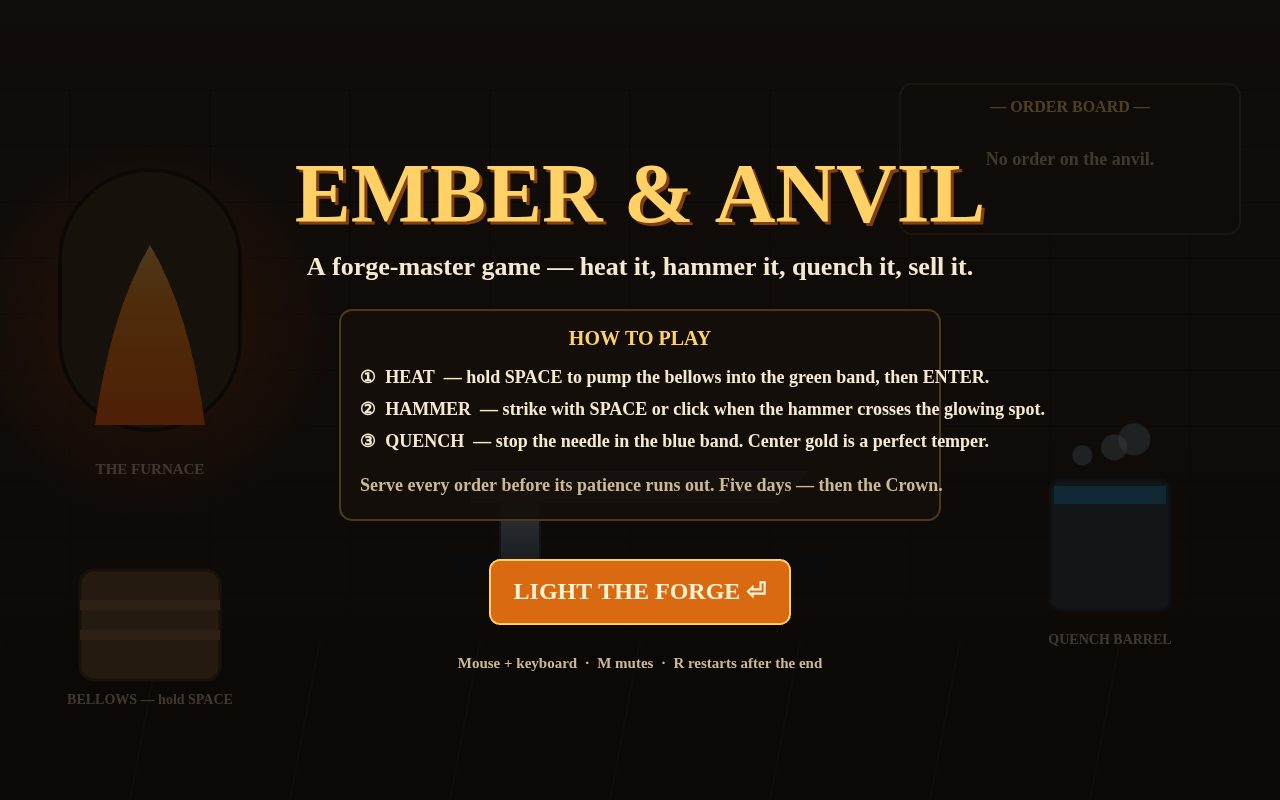 — ORDER BOARD —
No order on the anvil.
EMBER & ANVIL
A forge-master game — heat it, hammer it, quench it, sell it.
HOW TO PLAY
① HEAT — hold SPACE to pump the bellows into the green band, then ENTER.
② HAMMER — strike with SPACE or click when the hammer crosses the glowing spot.
③ QUENCH — stop the needle in the blue band. Center gold is a perfect temper.
Serve every order before its patience runs out. Five days — then the Crown.
THE FURNACE
LIGHT THE FORGE ⏎
QUENCH BARREL
Mouse + keyboard · M mutes · R restarts after the end
BELLOWS — hold SPACE